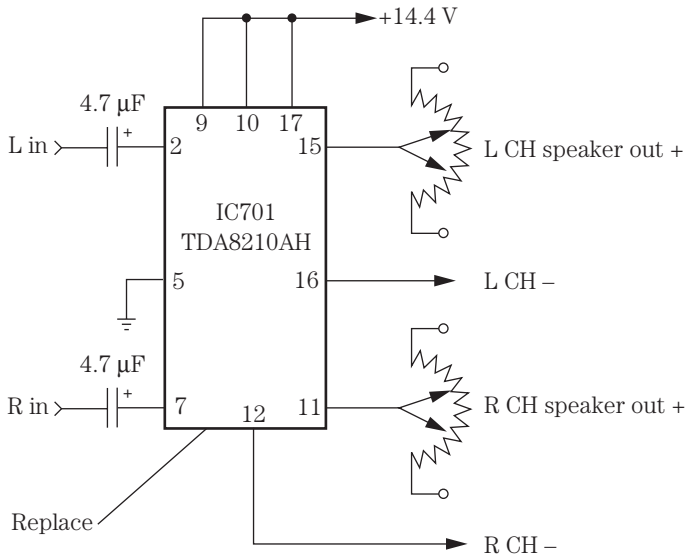 +14.4 V
4.7 µF
9 10 17
L in
+
2
15
L CH speaker out +
IC701
TDA8210AH
5
16
L CH –
4.7 µF
+
R in
7
12
11
R CH speaker out +
Replace
R CH –